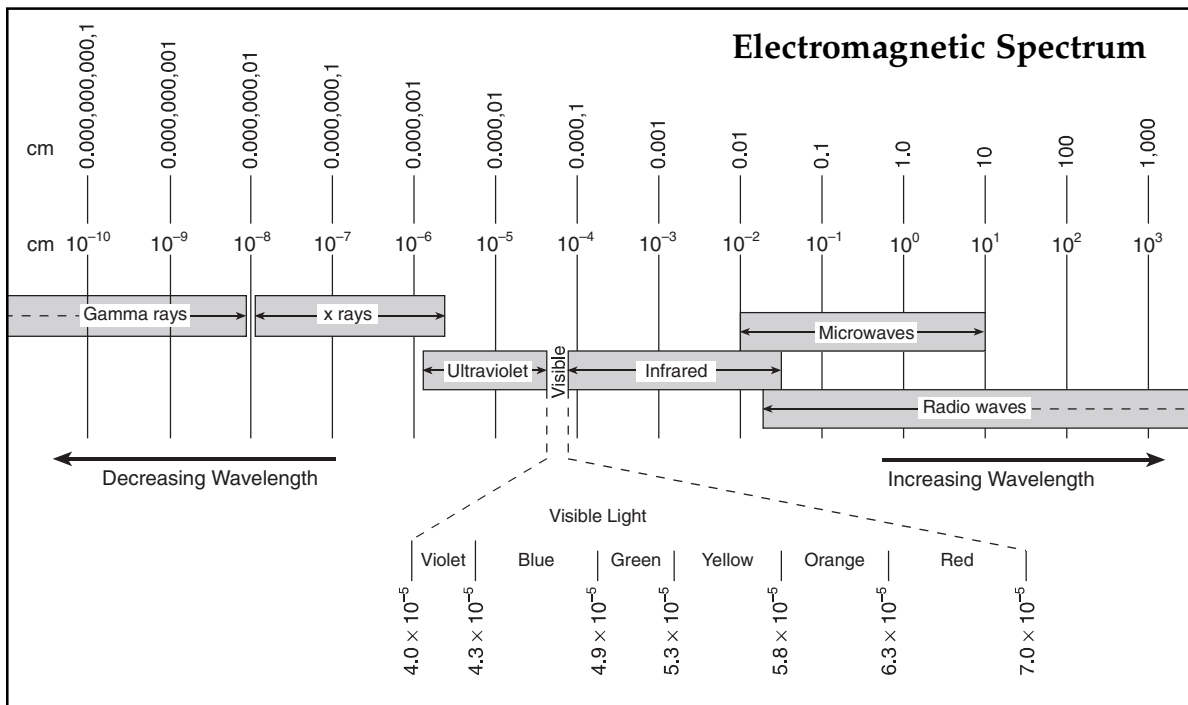 Electromagnetic Spectrum
cm 0.000,000,000,1 0.000,000,001 0.000,000,01 0.000,000,1 0.000,001 0.000,01 0.000,1 0.001 0.01 0.1 1.0 10 100 1,000
cm 10⁻¹⁰ 10⁻⁹ 10⁻⁸ 10⁻⁷ 10⁻⁶ 10⁻⁵ 10⁻⁴ 10⁻³ 10⁻² 10⁻¹ 10⁰ 10¹ 10² 10³
Gamma rays x rays
Microwaves
Ultraviolet Visible Infrared
Radio waves
Decreasing Wavelength Increasing Wavelength
Visible Light
Violet Blue Green Yellow Orange Red
4.0 × 10⁻⁵ 4.3 × 10⁻⁵ 4.9 × 10⁻⁵ 5.3 × 10⁻⁵ 5.8 × 10⁻⁵ 6.3 × 10⁻⁵ 7.0 × 10⁻⁵